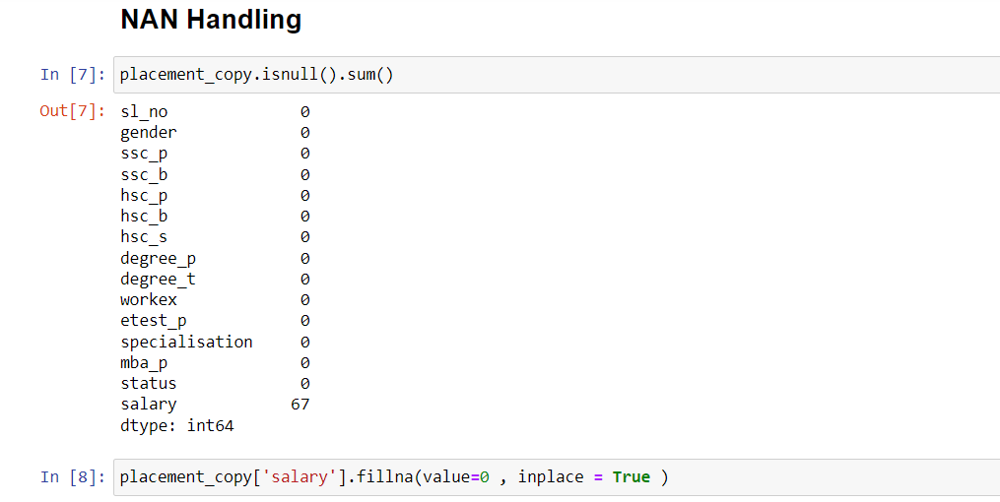 NAN Handling
In [7]: placement_copy.isnull().sum()
Out[7]: sl_no 0
gender 0
ssc_p 0
ssc_b 0
hsc_p 0
hsc_b 0
hsc_s 0
degree_p 0
degree_t 0
workex 0
etest_p 0
specialisation 0
mba_p 0
status 0
salary 67
dtype: int64
In [8]: placement_copy['salary'].fillna(value=0 , inplace = True )